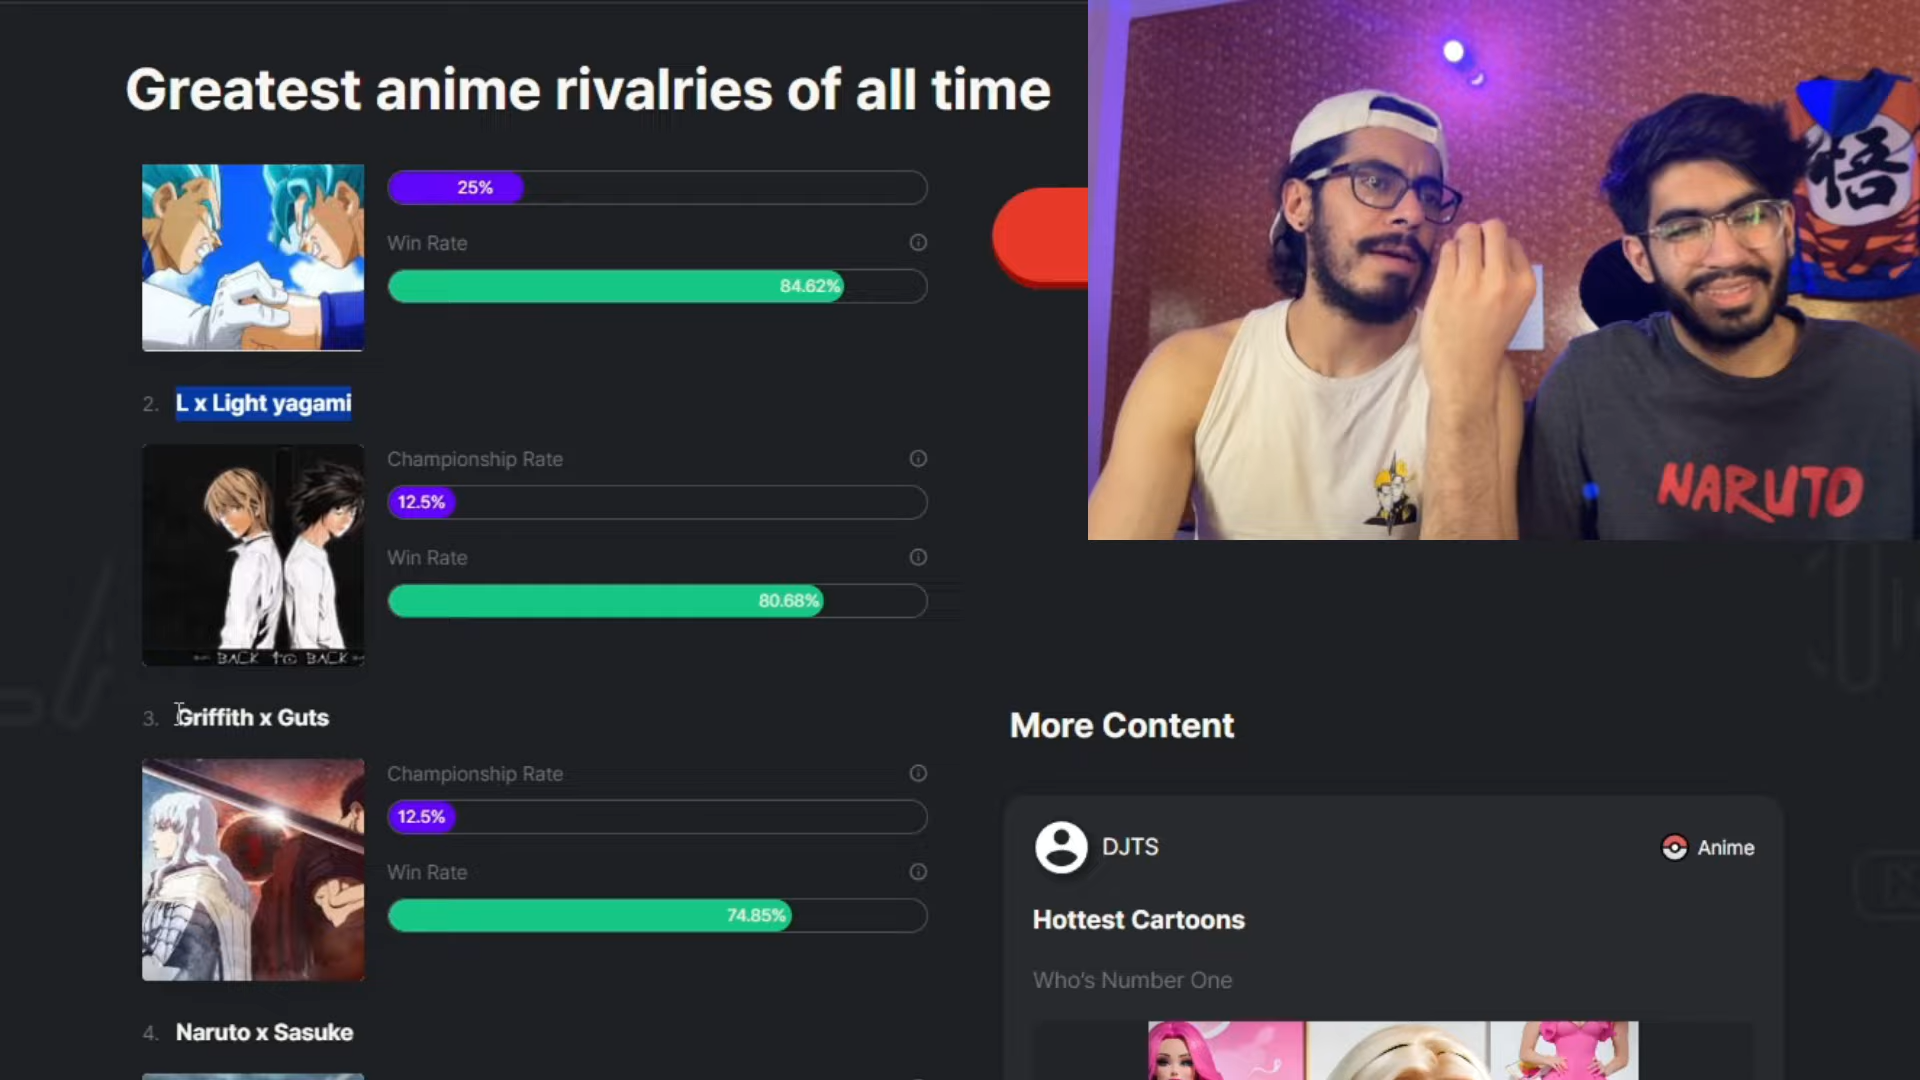 Greatest anime rivalries of all time
25%
Win Rate
84.62%
2. L x Light yagami
Championship Rate
12.5%
Win Rate
80.68%
BACK TO BACK
3. Griffith x Guts
Championship Rate
12.5%
Win Rate
74.85%
4. Naruto x Sasuke
悟
NARUTO
More Content
DJTS
Anime
Hottest Cartoons
Who's Number One